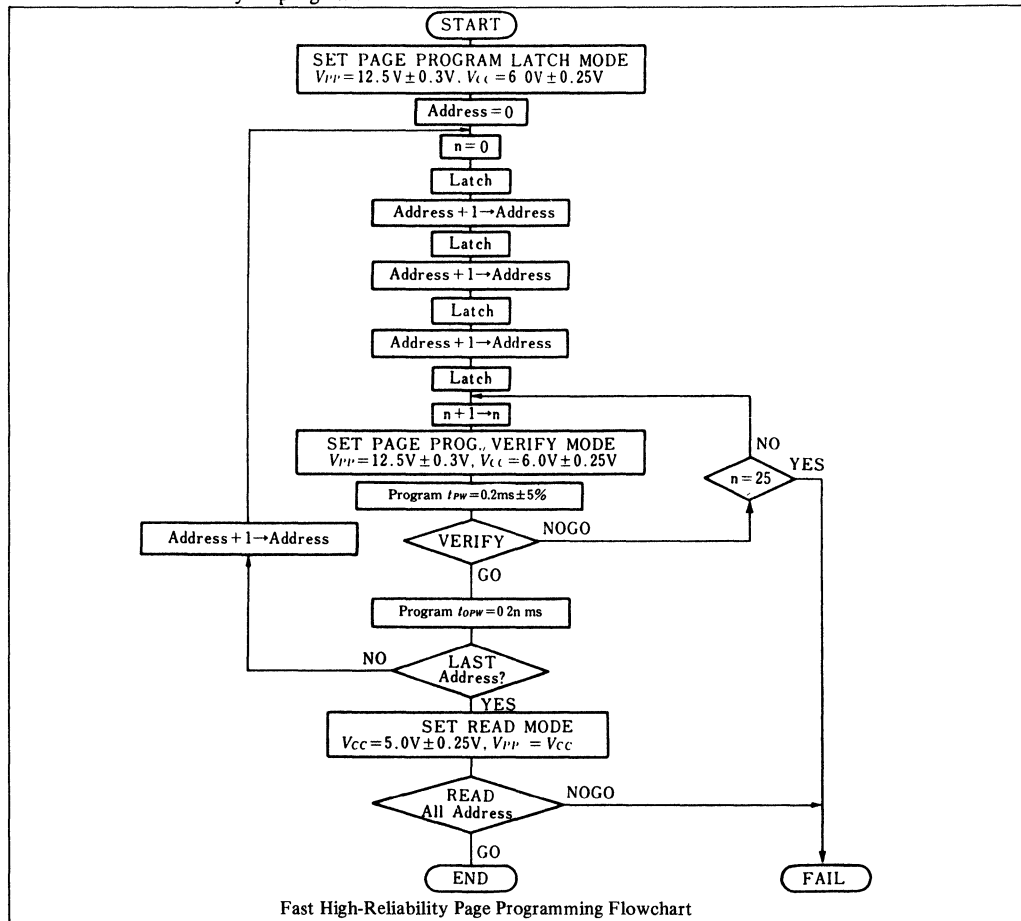 START
SET PAGE PROGRAM LATCH MODE
VPP=12.5V±0.3V, VCC=6 0V±0.25V
Address=0
n=0
Latch
Address+1→Address
Latch
Address+1→Address
Latch
Address+1→Address
Latch
n+1→n
SET PAGE PROG., VERIFY MODE
VPP=12.5V±0.3V, VCC=6.0V±0.25V
NO
n=25
YES
Program tPW=0.2ms±5%
Address+1→Address
VERIFY
NOGO
GO
Program tOPW=0 2n ms
NO
LAST
Address?
YES
SET READ MODE
VCC=5.0V±0.25V, VPP=VCC
READ
All Address
NOGO
GO
END
FAIL
Fast High-Reliability Page Programming Flowchart